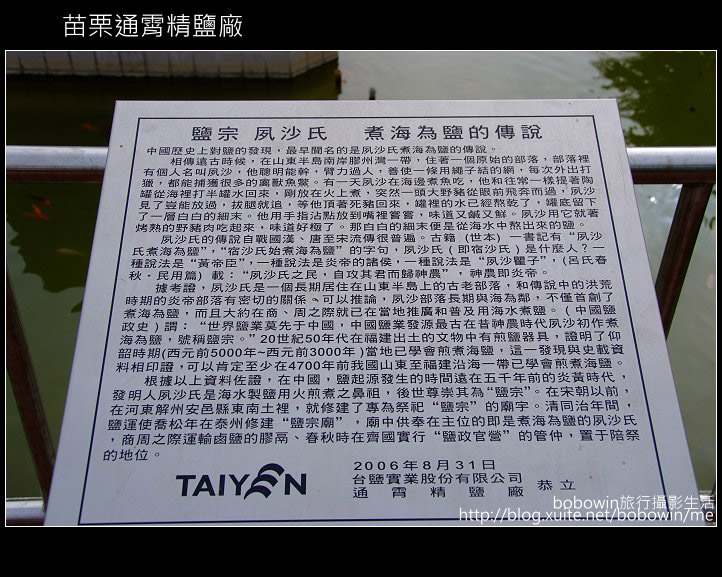 苗栗通霄精鹽廠
鹽宗 夙沙氏 煮海為鹽的傳說
中國歷史上對鹽的發現，最早聞名的是夙沙氏煮海為鹽的傳說。
相傳遠古時候，在山東半島南岸膠州灣一帶，住著一個原始的部落，部落裡
有個人名叫夙沙，他聰明能幹，臂力過人，善使一條用繩子結的網，每次外出打
獵，都能捕獲很多的禽獸魚鱉。有一天夙沙在海邊煮魚吃，他和往常一樣提著陶
罐從海裡打半罐水回來，剛放在火上煮，突然一頭大野豬從眼前飛奔而過，夙沙
見了豈能放過，拔腿就追，等他頂著死豬回來，罐裡的水已經熬乾了，罐底留下
了一層白白的細末。他用手指沾點放到嘴裡嘗嘗，味道又鹹又鮮。夙沙用它就著
烤熟的野豬肉吃起來，味道好極了。那白白的細末便是從海水中熬出來的鹽。
夙沙氏的傳說自戰國漢、唐至宋流傳很普遍。古籍 (世本) 一書記有“夙沙
氏煮海為鹽”，“宿沙氏始煮海為鹽”的字句，夙沙氏 ( 即宿沙氏 ) 是什麼人？一
種說法是“黃帝臣”，一種說法是炎帝的諸侯，一種說法是“夙沙瞿子”，(呂氏春
秋・民用篇) 載：“夙沙氏之民，自攻其君而歸神農”， 神農即炎帝。
據考證，夙沙氏是一個長期居住在山東半島上的古老部落，和傳說中的洪荒
時期的炎帝部落有密切的關係。可以推論，夙沙部落長期與海為鄰，不僅首創了
煮海為鹽，而且大約在商、周之際就已在當地推廣和普及用海水煮鹽。（中國鹽
政史）謂：“世界鹽業莫先于中國，中國鹽業發源最古在昔神農時代夙沙初作煮
海為鹽，號稱鹽宗。”20世紀50年代在福建出土的文物中有煎鹽器具，證明了仰
韶時期(西元前5000年~西元前3000年)當地已學會煎煮海鹽，這一發現與史載資
料相印證，可以肯定至少在4700年前我國山東至福建沿海一帶已學會煎煮海鹽。
根據以上資料佐證，在中國，鹽起源發生的時間遠在五千年前的炎黃時代，
發明人夙沙氏是海水製鹽用火煎煮之鼻祖，後世尊崇其為“鹽宗”。在宋朝以前，
在河東解州安邑縣東南土裡，就修建了專為祭祀“鹽宗”的廟宇。清同治年間，
鹽運使喬松年在泰州修建“鹽宗廟”，廟中供奉在主位的即是煮海為鹽的夙沙氏
，商周之際運輸鹵鹽的膠鬲、春秋時在齊國實行“鹽政官營”的管仲，置于陪祭
的地位。
TAIYEN
2006年8月31日
台鹽實業股份有限公司
通霄精鹽廠 恭立
bobowin旅行攝影生活
http://blog.xuite.net/bobowin/me